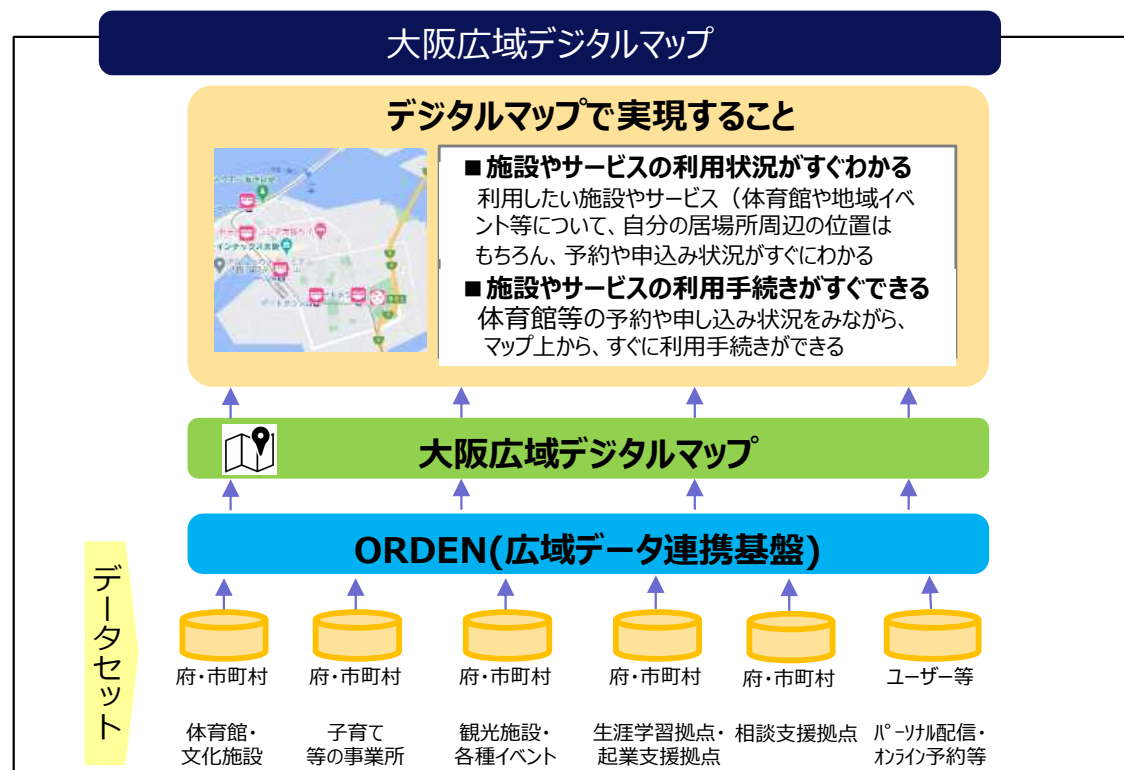 大阪広域デジタルマップ
デジタルマップで実現すること
インテックス大阪
■施設やサービスの利用状況がすぐわかる
利用したい施設やサービス（体育館や地域イベ
ント等について、自分の居場所周辺の位置は
もちろん、予約や申込み状況がすぐにわかる
■施設やサービスの利用手続きがすぐできる
体育館等の予約や申し込み状況をみながら、
マップ上から、すぐに利用手続きができる
大阪広域デジタルマップ
ORDEN(広域データ連携基盤)
データセット
府・市町村
府・市町村
府・市町村
府・市町村
府・市町村
ユーザー等
体育館・
文化施設
子育て
等の事業所
観光施設・
各種イベント
生涯学習拠点・
起業支援拠点
相談支援拠点
パーソナル配信・
オンライン予約等